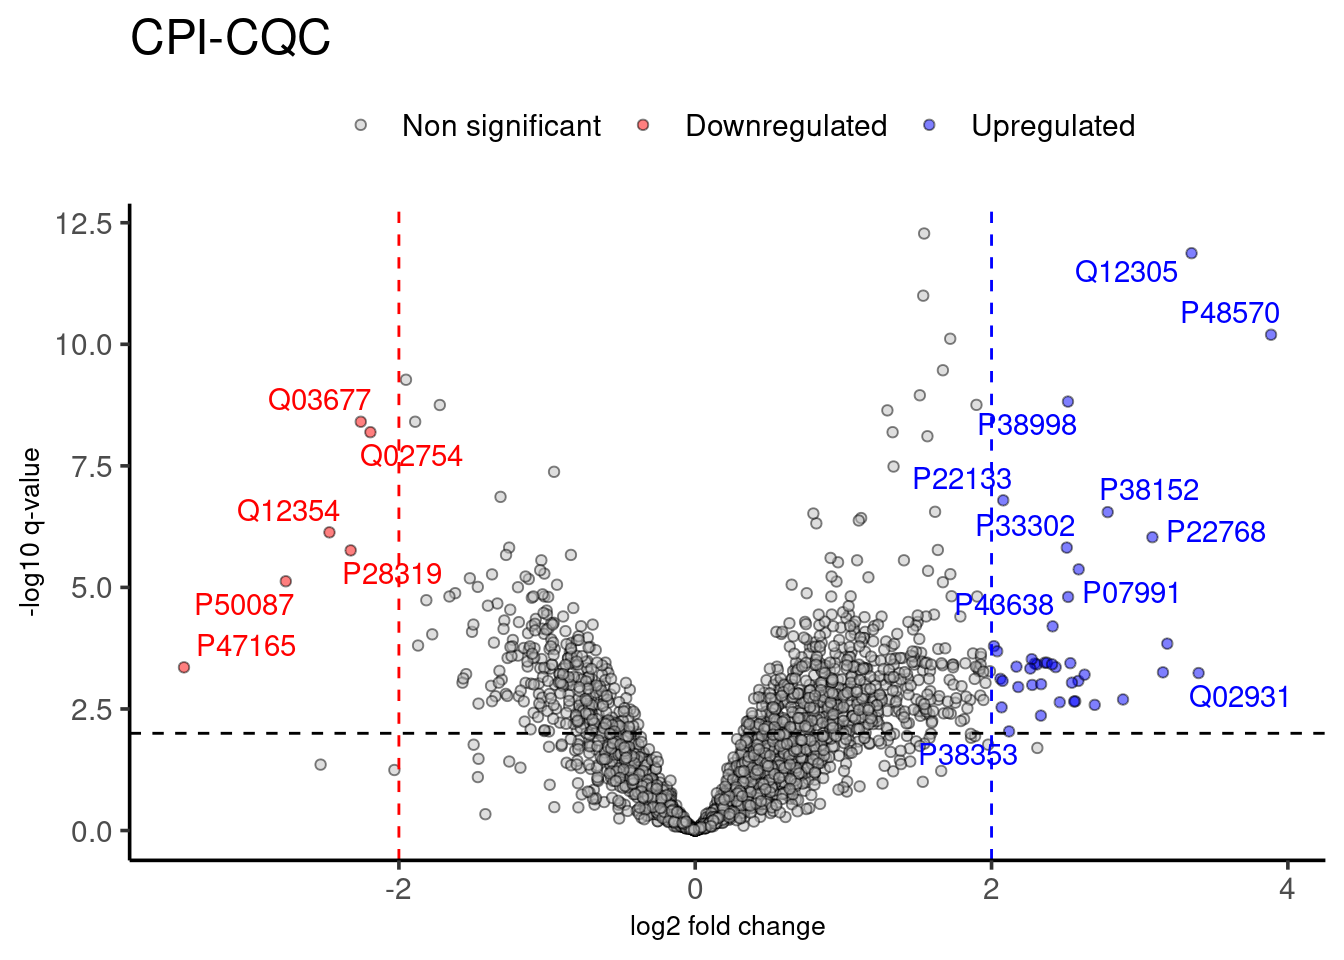 CPI-CQC
Non significant Downregulated Upregulated
12.5
Q12305
P48570
10.0
Q03677
P38998
Q02754
7.5
P22133
P38152
Q12354
P33302
P22768
P28319
5.0
P50087
P43638
P07991
P47165
2.5
Q02931
P38353
0.0
-log10 q-value
-2 0 2 4
log2 fold change